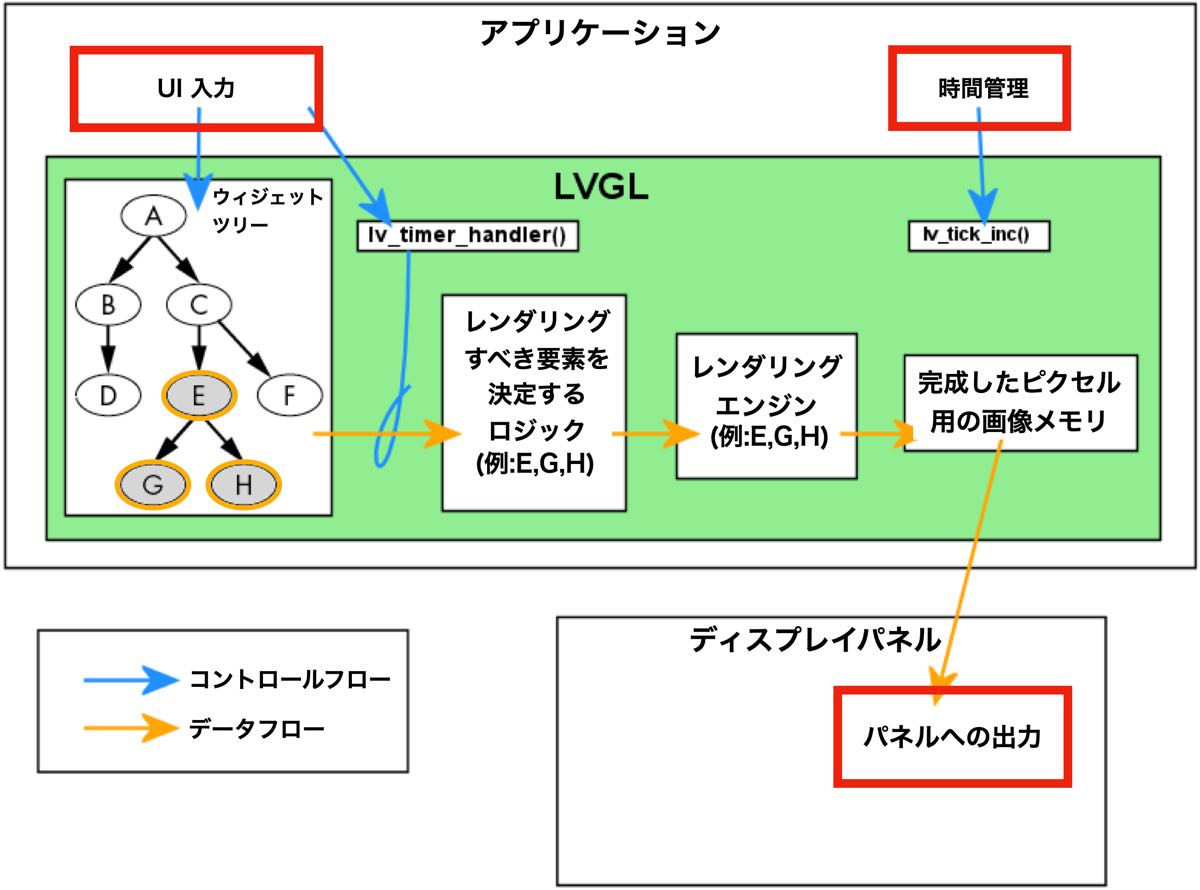 アプリケーション
UI 入力
時間管理
LVGL
ウィジェット
ツリー
A
B
C
D
E
F
G
H
lv_timer_handler()
lv_tick_inc()
レンダリング
すべき要素を
決定する
ロジック
(例:E,G,H)
レンダリング
エンジン
(例:E,G,H)
完成したピクセル
用の画像メモリ
コントロールフロー
データフロー
ディスプレイパネル
パネルへの出力